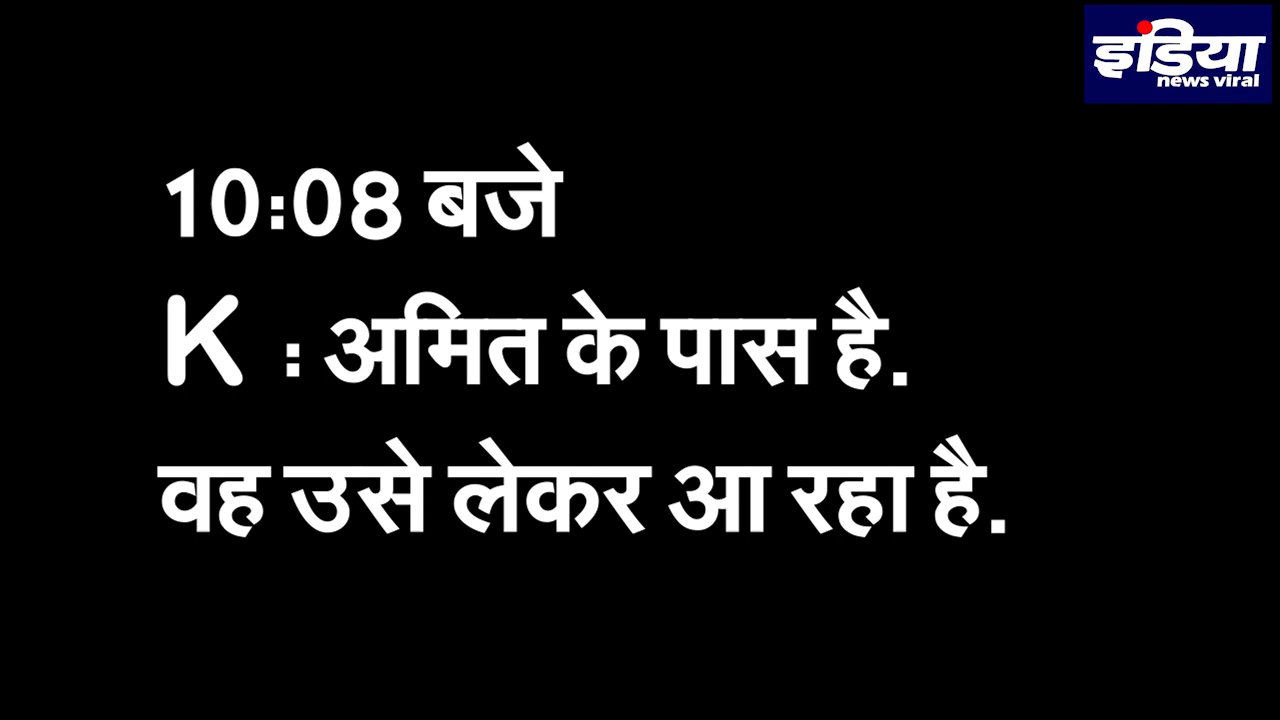 इंडिया
news viral
10:08 बजे
K : अमित के पास है.
वह उसे लेकर आ रहा है.